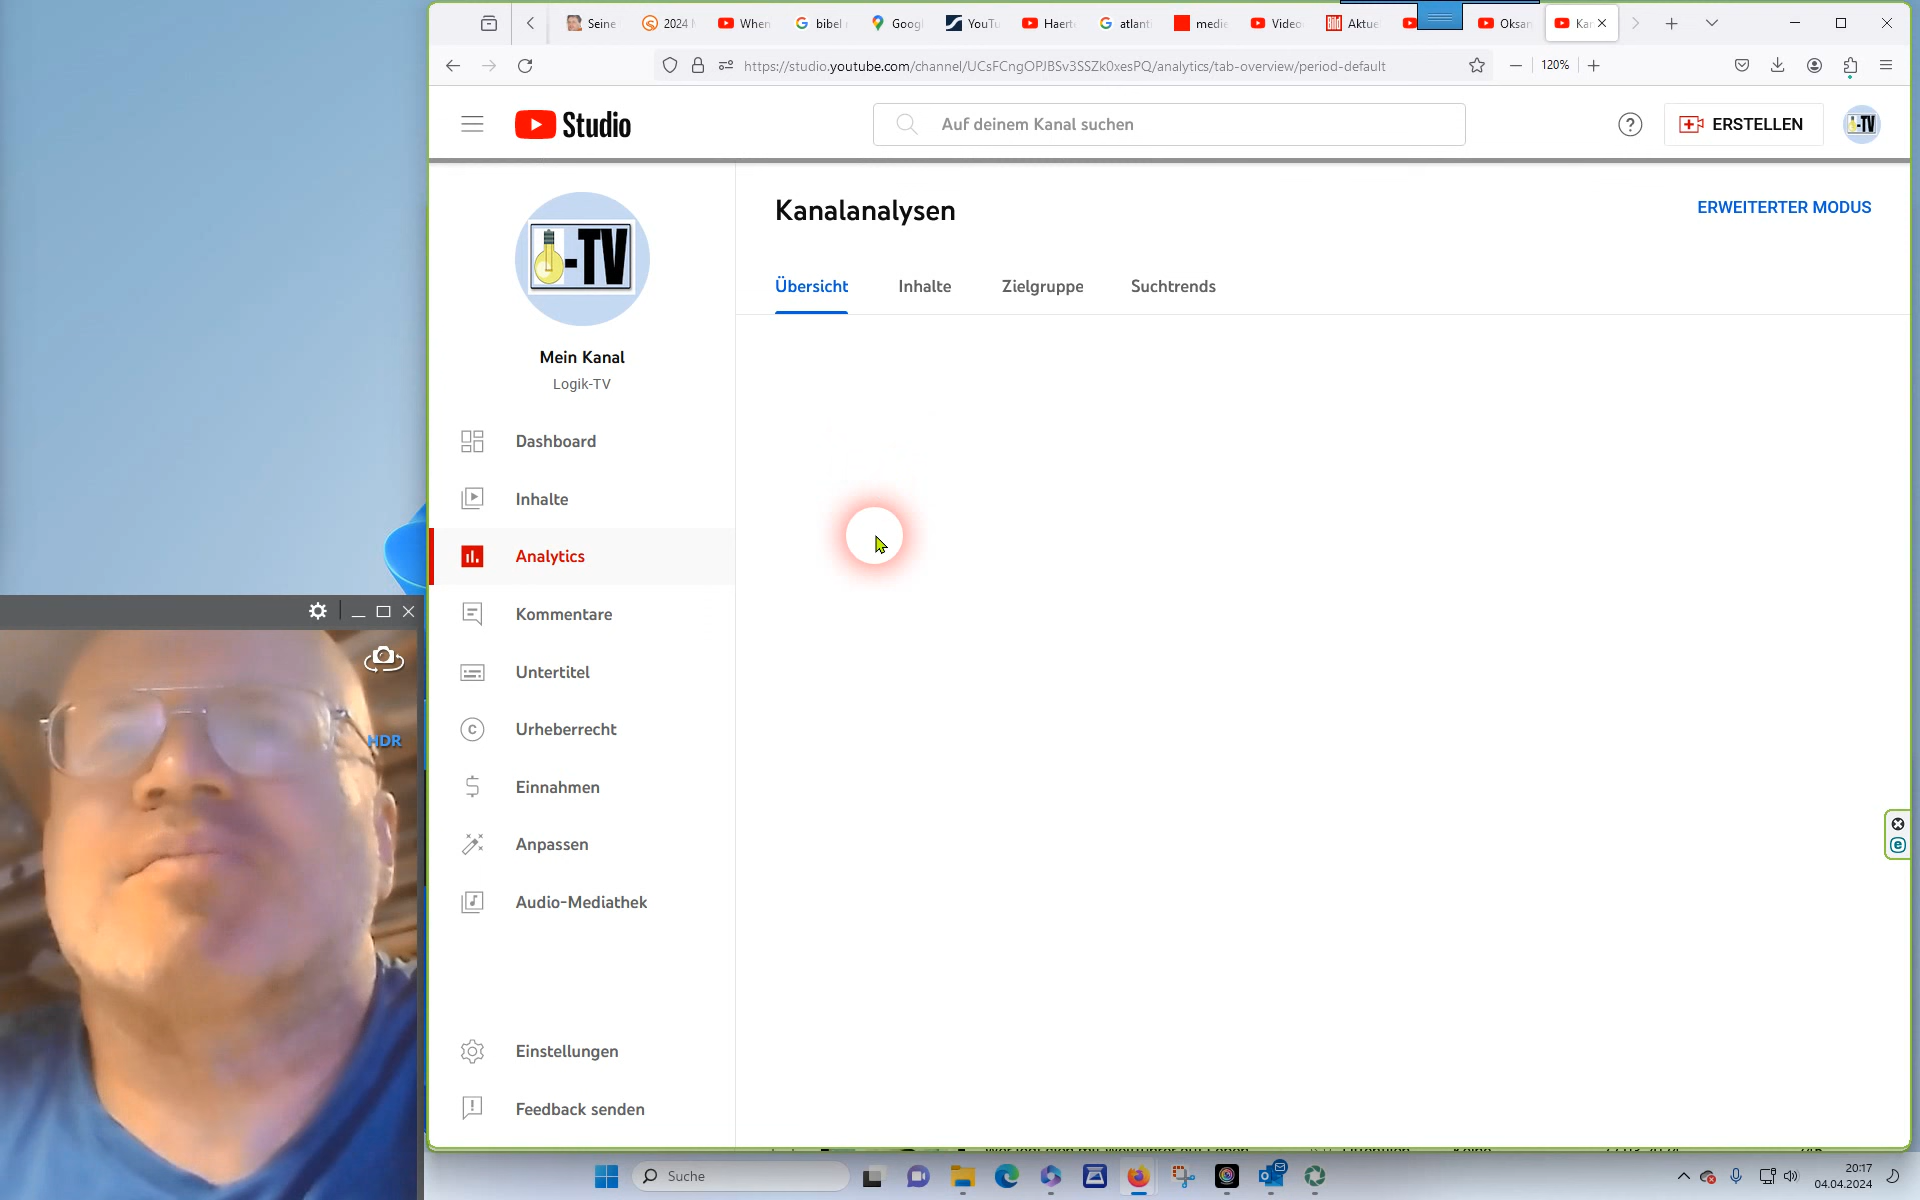 Seine
2024
When
bibel
Goog
YouTu
Haert
atlant
medie
Video
Aktue
Oksan
Kar
https://studio.youtube.com/channel/UCsFCngOPJBSv3SSZk0xesPQ/analytics/tab-overview/period-default
120%
Studio
Auf deinem Kanal suchen
ERSTELLEN
-TV
Kanalanalysen
ERWEITERTER MODUS
-TV
Übersicht
Inhalte
Zielgruppe
Suchtrends
Mein Kanal
Logik-TV
Dashboard
Inhalte
Analytics
Kommentare
Untertitel
Urheberrecht
Einnahmen
Anpassen
Audio-Mediathek
Einstellungen
Feedback senden
HDR
Suche
20:17
04.04.2024